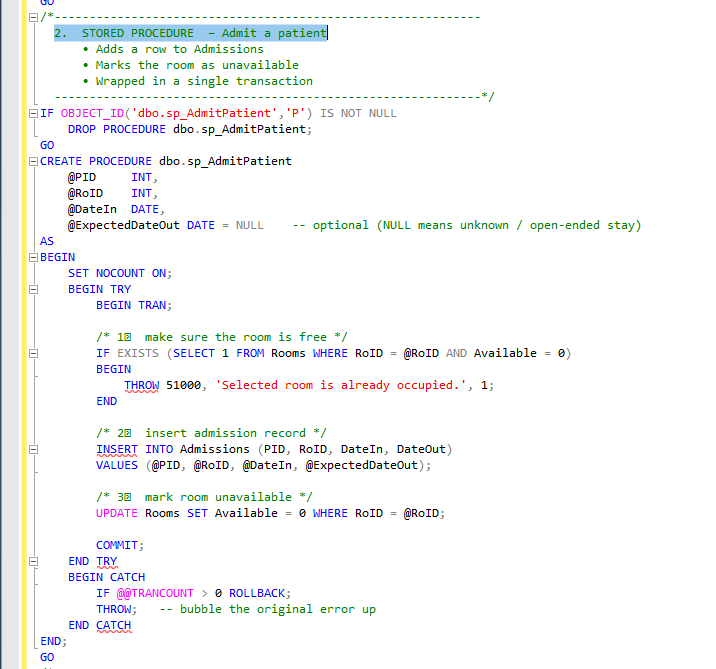 GO
/*-------------------------------------------------------------
2.  STORED PROCEDURE  – Admit a patient
• Adds a row to Admissions
• Marks the room as unavailable
• Wrapped in a single transaction
-------------------------------------------------------------*/
IF OBJECT_ID('dbo.sp_AdmitPatient','P') IS NOT NULL
DROP PROCEDURE dbo.sp_AdmitPatient;
GO
CREATE PROCEDURE dbo.sp_AdmitPatient
@PID     INT,
@RoID    INT,
@DateIn  DATE,
@ExpectedDateOut DATE = NULL    -- optional (NULL means unknown / open-ended stay)
AS
BEGIN
SET NOCOUNT ON;
BEGIN TRY
BEGIN TRAN;
/* 1  make sure the room is free */
IF EXISTS (SELECT 1 FROM Rooms WHERE RoID = @RoID AND Available = 0)
BEGIN
THROW 51000, 'Selected room is already occupied.', 1;
END
/* 2  insert admission record */
INSERT INTO Admissions (PID, RoID, DateIn, DateOut)
VALUES (@PID, @RoID, @DateIn, @ExpectedDateOut);
/* 3  mark room unavailable */
UPDATE Rooms SET Available = 0 WHERE RoID = @RoID;
COMMIT;
END TRY
BEGIN CATCH
IF @@TRANCOUNT > 0 ROLLBACK;
THROW;   -- bubble the original error up
END CATCH
END;
GO